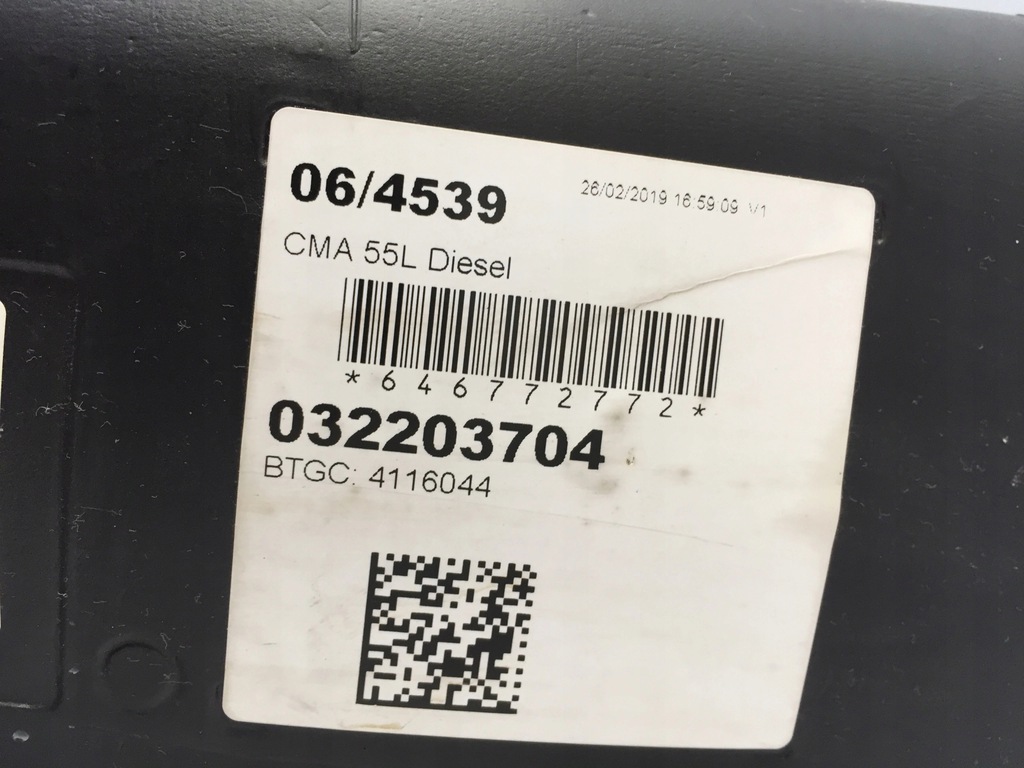 06/4539
26/02/2019 16:59:09 V1
CMA 55L Diesel
*646772772*
032203704
BTGC: 4116044